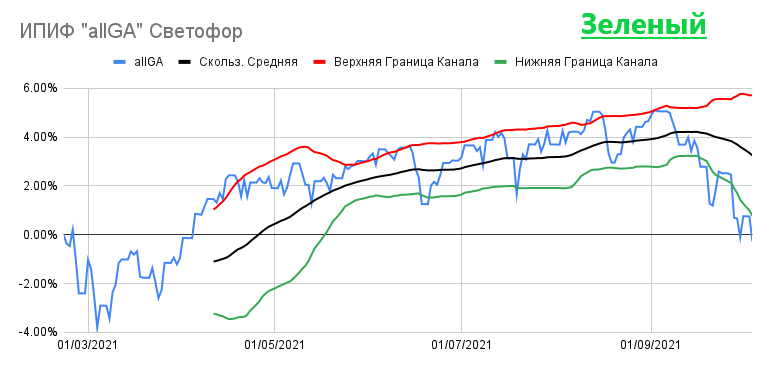 ИПИФ "allGA" Светофор
Зеленый
allGA
Скольз. Средняя
Верхняя Граница Канала
Нижняя Граница Канала
6.00%
4.00%
2.00%
0.00%
-2.00%
-4.00%
01/03/2021
01/05/2021
01/07/2021
01/09/2021